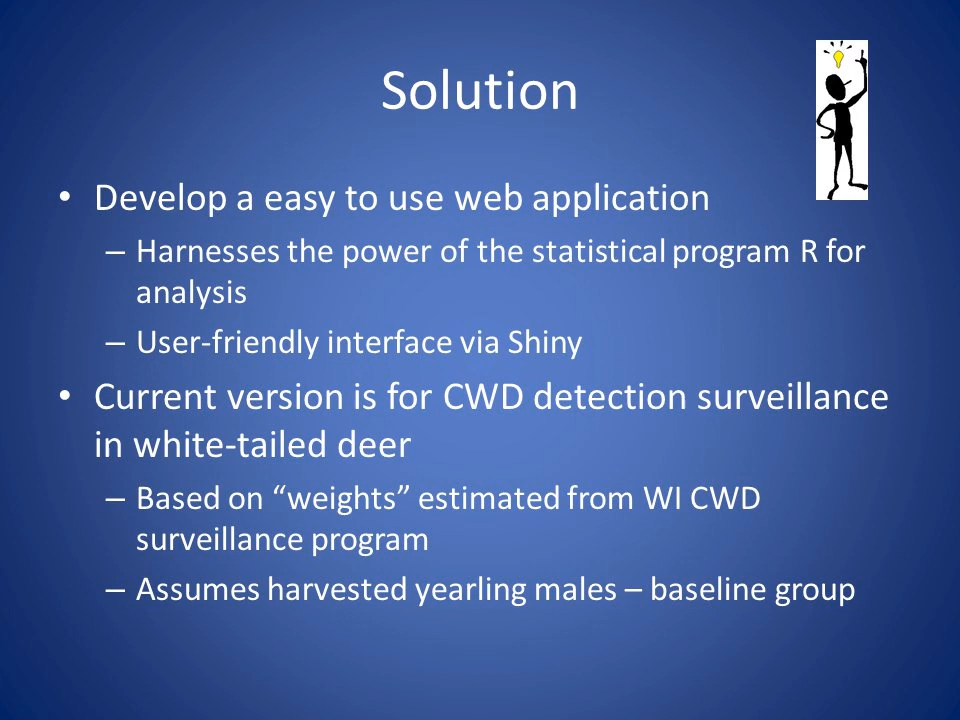 Solution
• Develop a easy to use web application
– Harnesses the power of the statistical program R for
analysis
– User-friendly interface via Shiny
• Current version is for CWD detection surveillance
in white-tailed deer
– Based on “weights” estimated from WI CWD
surveillance program
– Assumes harvested yearling males – baseline group